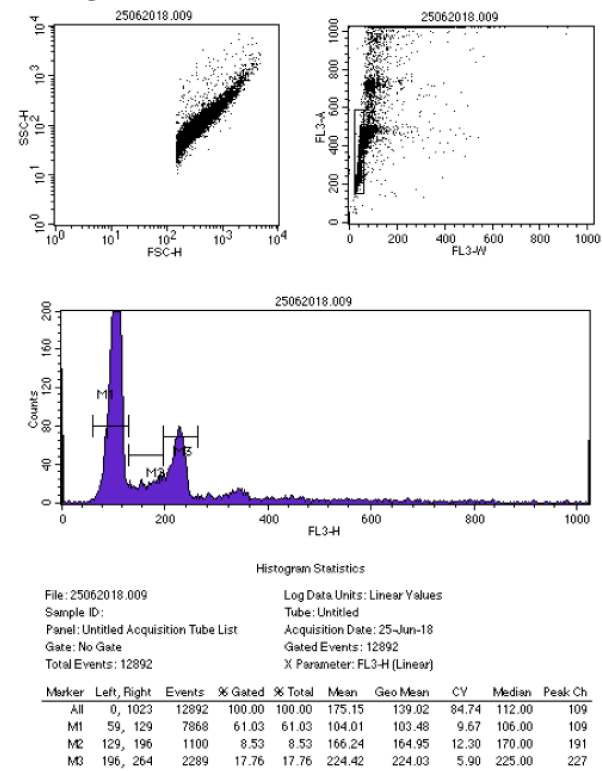 25062018.009
25062018.009
10^4
10^3
10^2
10^1
10^0
SSC-H
10^0 10^1 10^2 10^3 10^4
FSC-H
1000
800
600
400
200
0
FL3-A
0 200 400 600 800 1000
FL3-W
25062018.009
200
160
120
80
40
0
Counts
M1
M2
M3
0 200 400 600 800 1000
FL3-H
Histogram Statistics
File: 25062018.009 Log Data Units: Linear Values
Sample ID: Tube: Untitled
Panel: Untitled Acquisition Tube List Acquisition Date: 25-Jun-18
Gate: No Gate Gated Events: 12892
Total Events: 12892 X Parameter: FL3-H (Linear)
Marker Left, Right Events % Gated % Total Mean Geo Mean CV Median Peak Ch
All 0, 1023 12892 100.00 100.00 175.15 139.02 84.74 112.00 109
M1 59, 129 7868 61.03 61.03 104.01 103.48 9.67 106.00 109
M2 129, 196 1100 8.53 8.53 166.24 164.95 12.30 170.00 191
M3 196, 264 2289 17.76 17.76 224.42 224.03 5.90 225.00 227